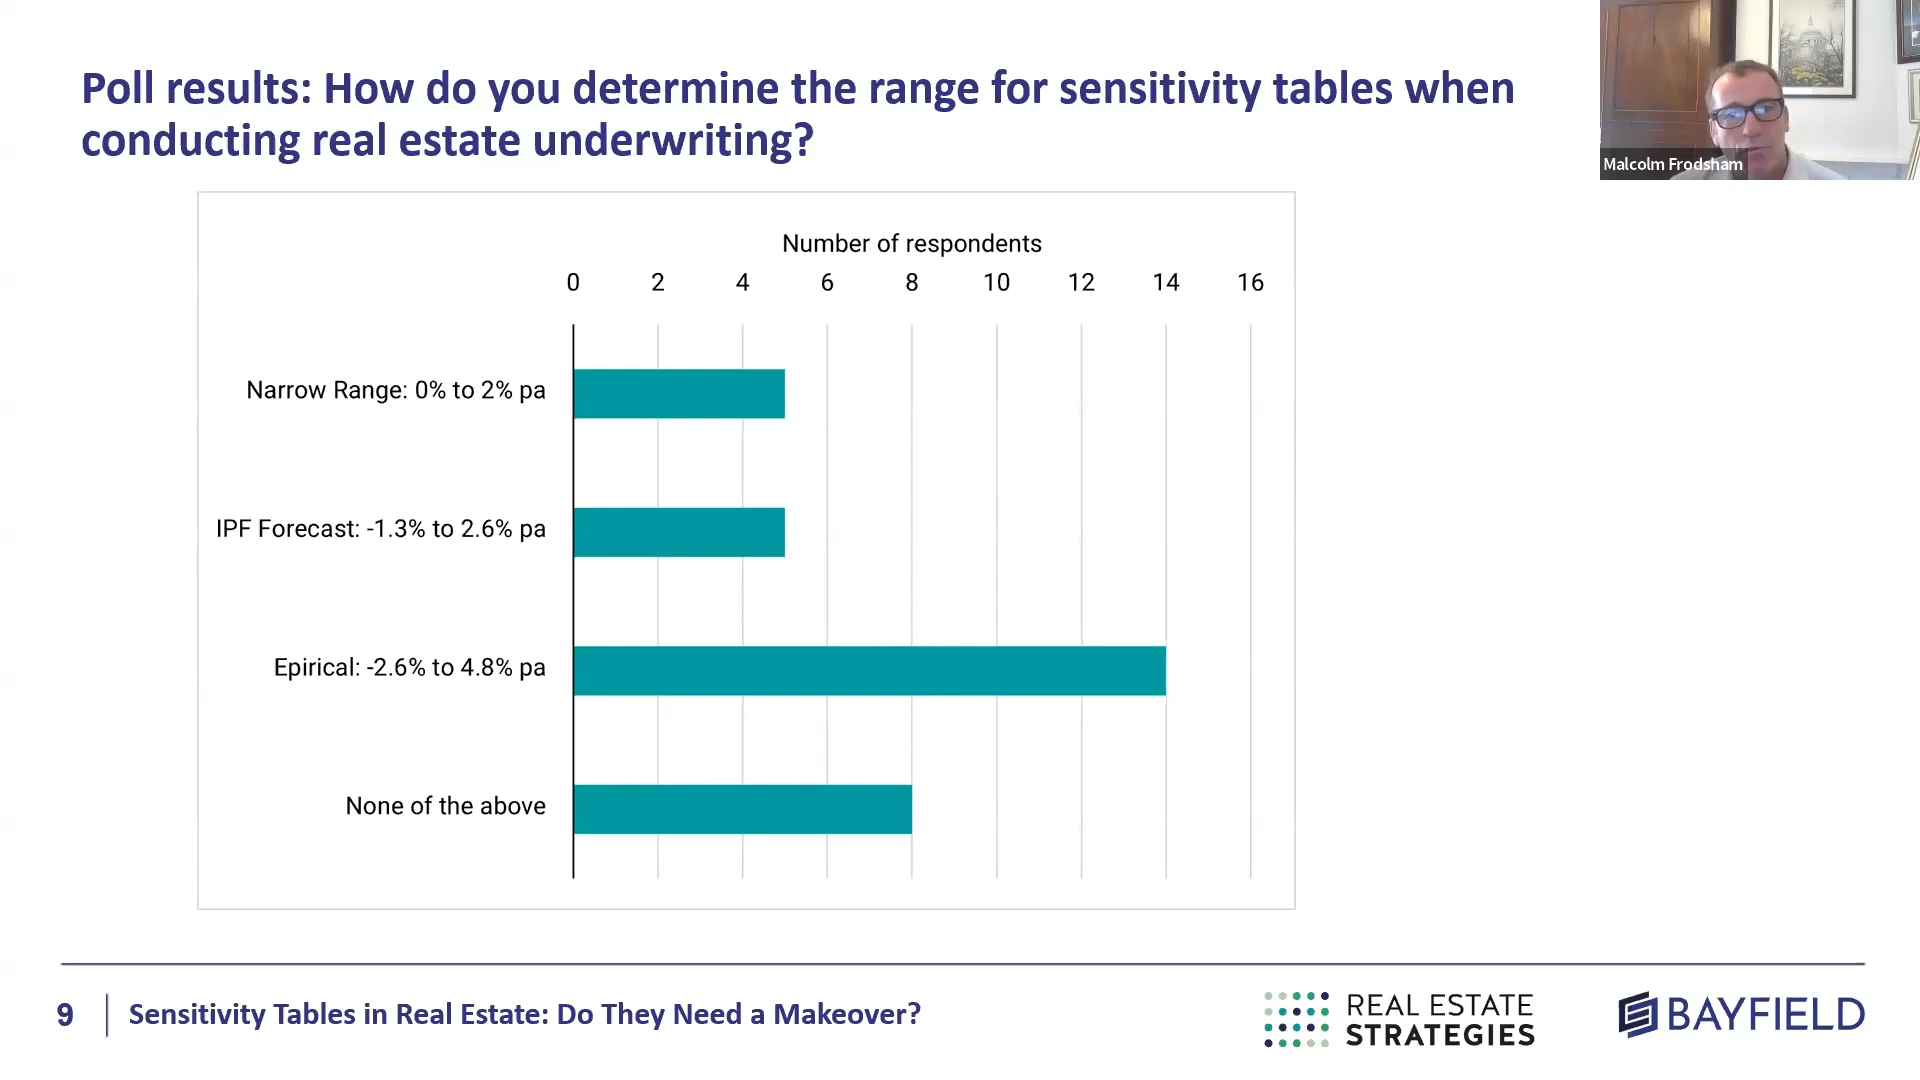 Poll results: How do you determine the range for sensitivity tables when
conducting real estate underwriting?
Malcolm Frodsham
Number of respondents
0 2 4 6 8 10 12 14 16
Narrow Range: 0% to 2% pa
IPF Forecast: -1.3% to 2.6% pa
Epirical: -2.6% to 4.8% pa
None of the above
9 Sensitivity Tables in Real Estate: Do They Need a Makeover?
REAL ESTATE
STRATEGIES
BAYFIELD